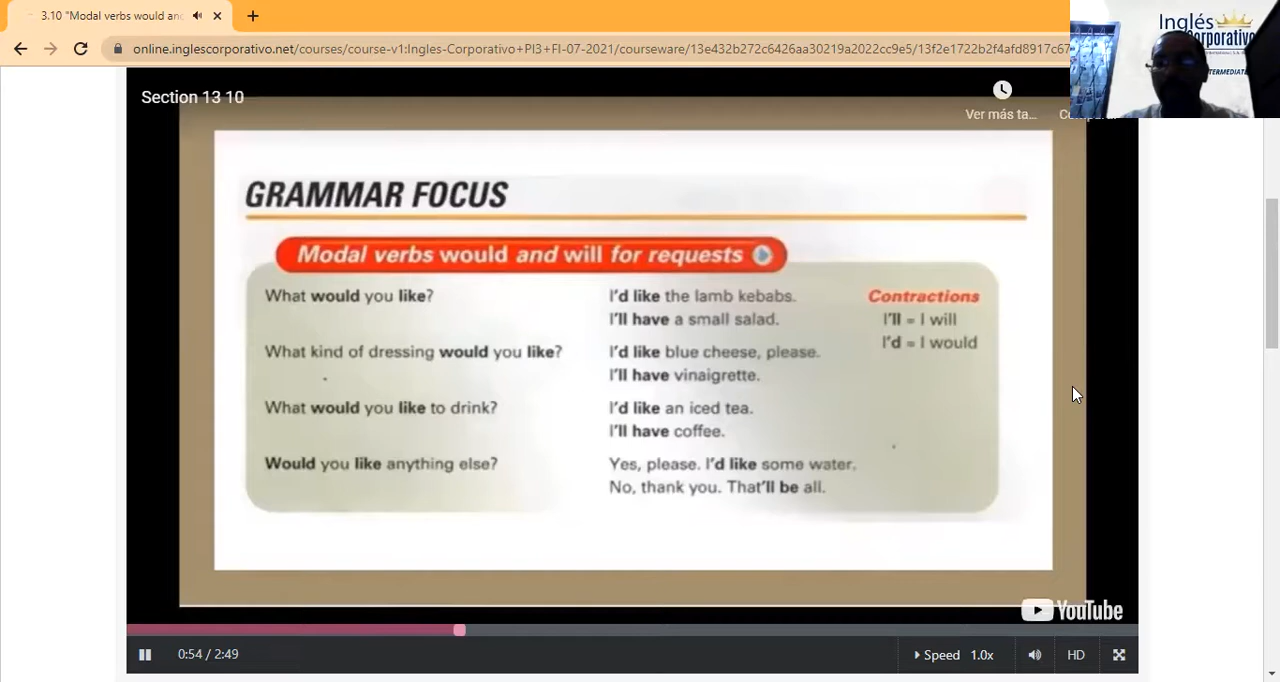 3.10 "Modal verbs would an
online.inglescorporativo.net/courses/course-v1:Ingles-Corporativo+PI3+FI-07-2021/courseware/13e432b272c6426aa30219a2022cc9e5/13f2e1722b2f4afd8917c67
Inglés
Corporativo
INTERMEDIATE
Section 13 10
Ver más ta...
GRAMMAR FOCUS
Modal verbs would and will for requests
What would you like?
I'd like the lamb kebabs.
I'll have a small salad.
What kind of dressing would you like?
I'd like blue cheese, please.
I'll have vinaigrette.
What would you like to drink?
I'd like an iced tea.
I'll have coffee.
Would you like anything else?
Yes, please. I'd like some water.
No, thank you. That'll be all.
Contractions
I'll = I will
I'd = I would
YouTube
0:54 / 2:49
Speed 1.0x
HD